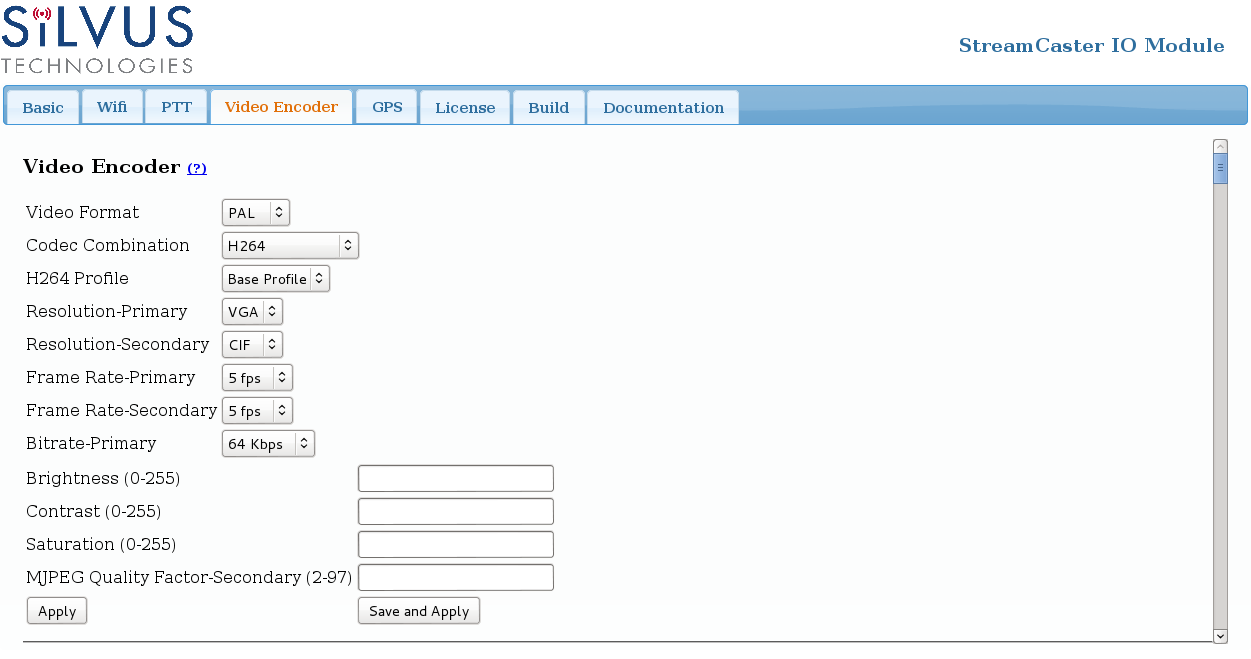 SiLVUS
TECHNOLOGIES
StreamCaster IO Module
Basic Wifi PTT Video Encoder GPS License Build Documentation
Video Encoder (?)
Video Format PAL
Codec Combination H264
H264 Profile Base Profile
Resolution-Primary VGA
Resolution-Secondary CIF
Frame Rate-Primary 5 fps
Frame Rate-Secondary 5 fps
Bitrate-Primary 64 Kbps
Brightness (0-255)
Contrast (0-255)
Saturation (0-255)
MJPEG Quality Factor-Secondary (2-97)
Apply Save and Apply